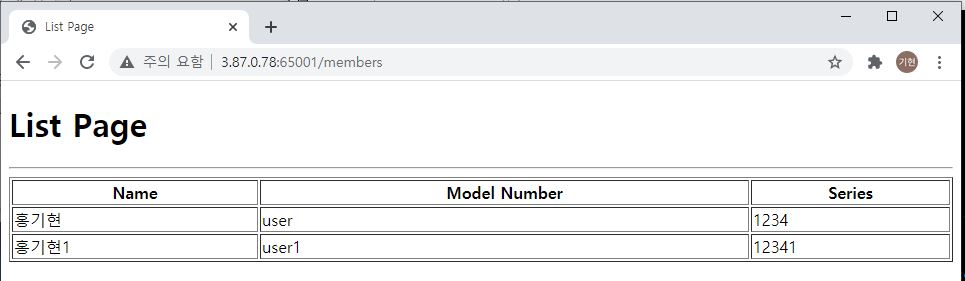 List Page
주의 요함 3.87.0.78:65001/members
기현
List Page
Name Model Number Series
홍기현 user 1234
홍기현1 user1 12341